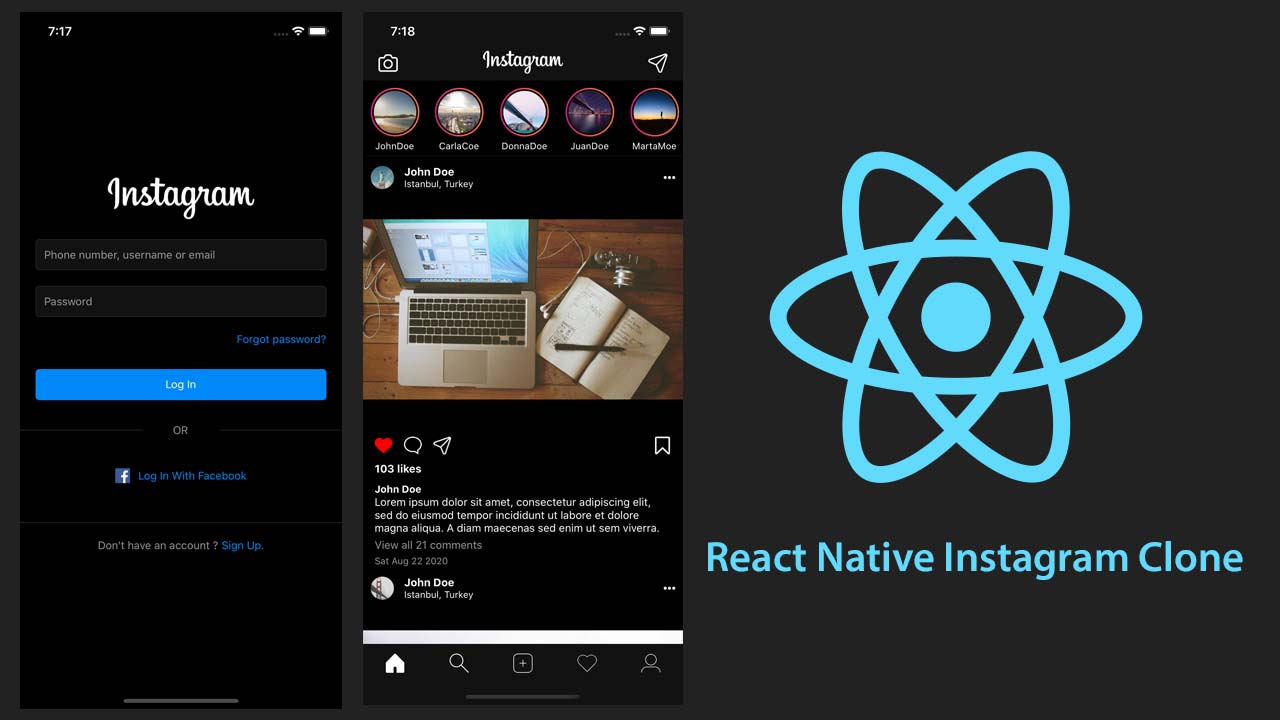 7:17
Instagram
Phone number, username or email
Password
Forgot password?
Log In
OR
Log In With Facebook
Don't have an account ? Sign Up.
7:18
Instagram
JohnDoe CarlaCoe DonnaDoe JuanDoe MartaMoe
John Doe
Istanbul, Turkey
103 likes
John Doe
Lorem ipsum dolor sit amet, consectetur adipiscing elit,
sed do eiusmod tempor incididunt ut labore et dolore
magna aliqua. A diam maecenas sed enim ut sem viverra.
View all 21 comments
Sat Aug 22 2020
John Doe
Istanbul, Turkey
React Native Instagram Clone